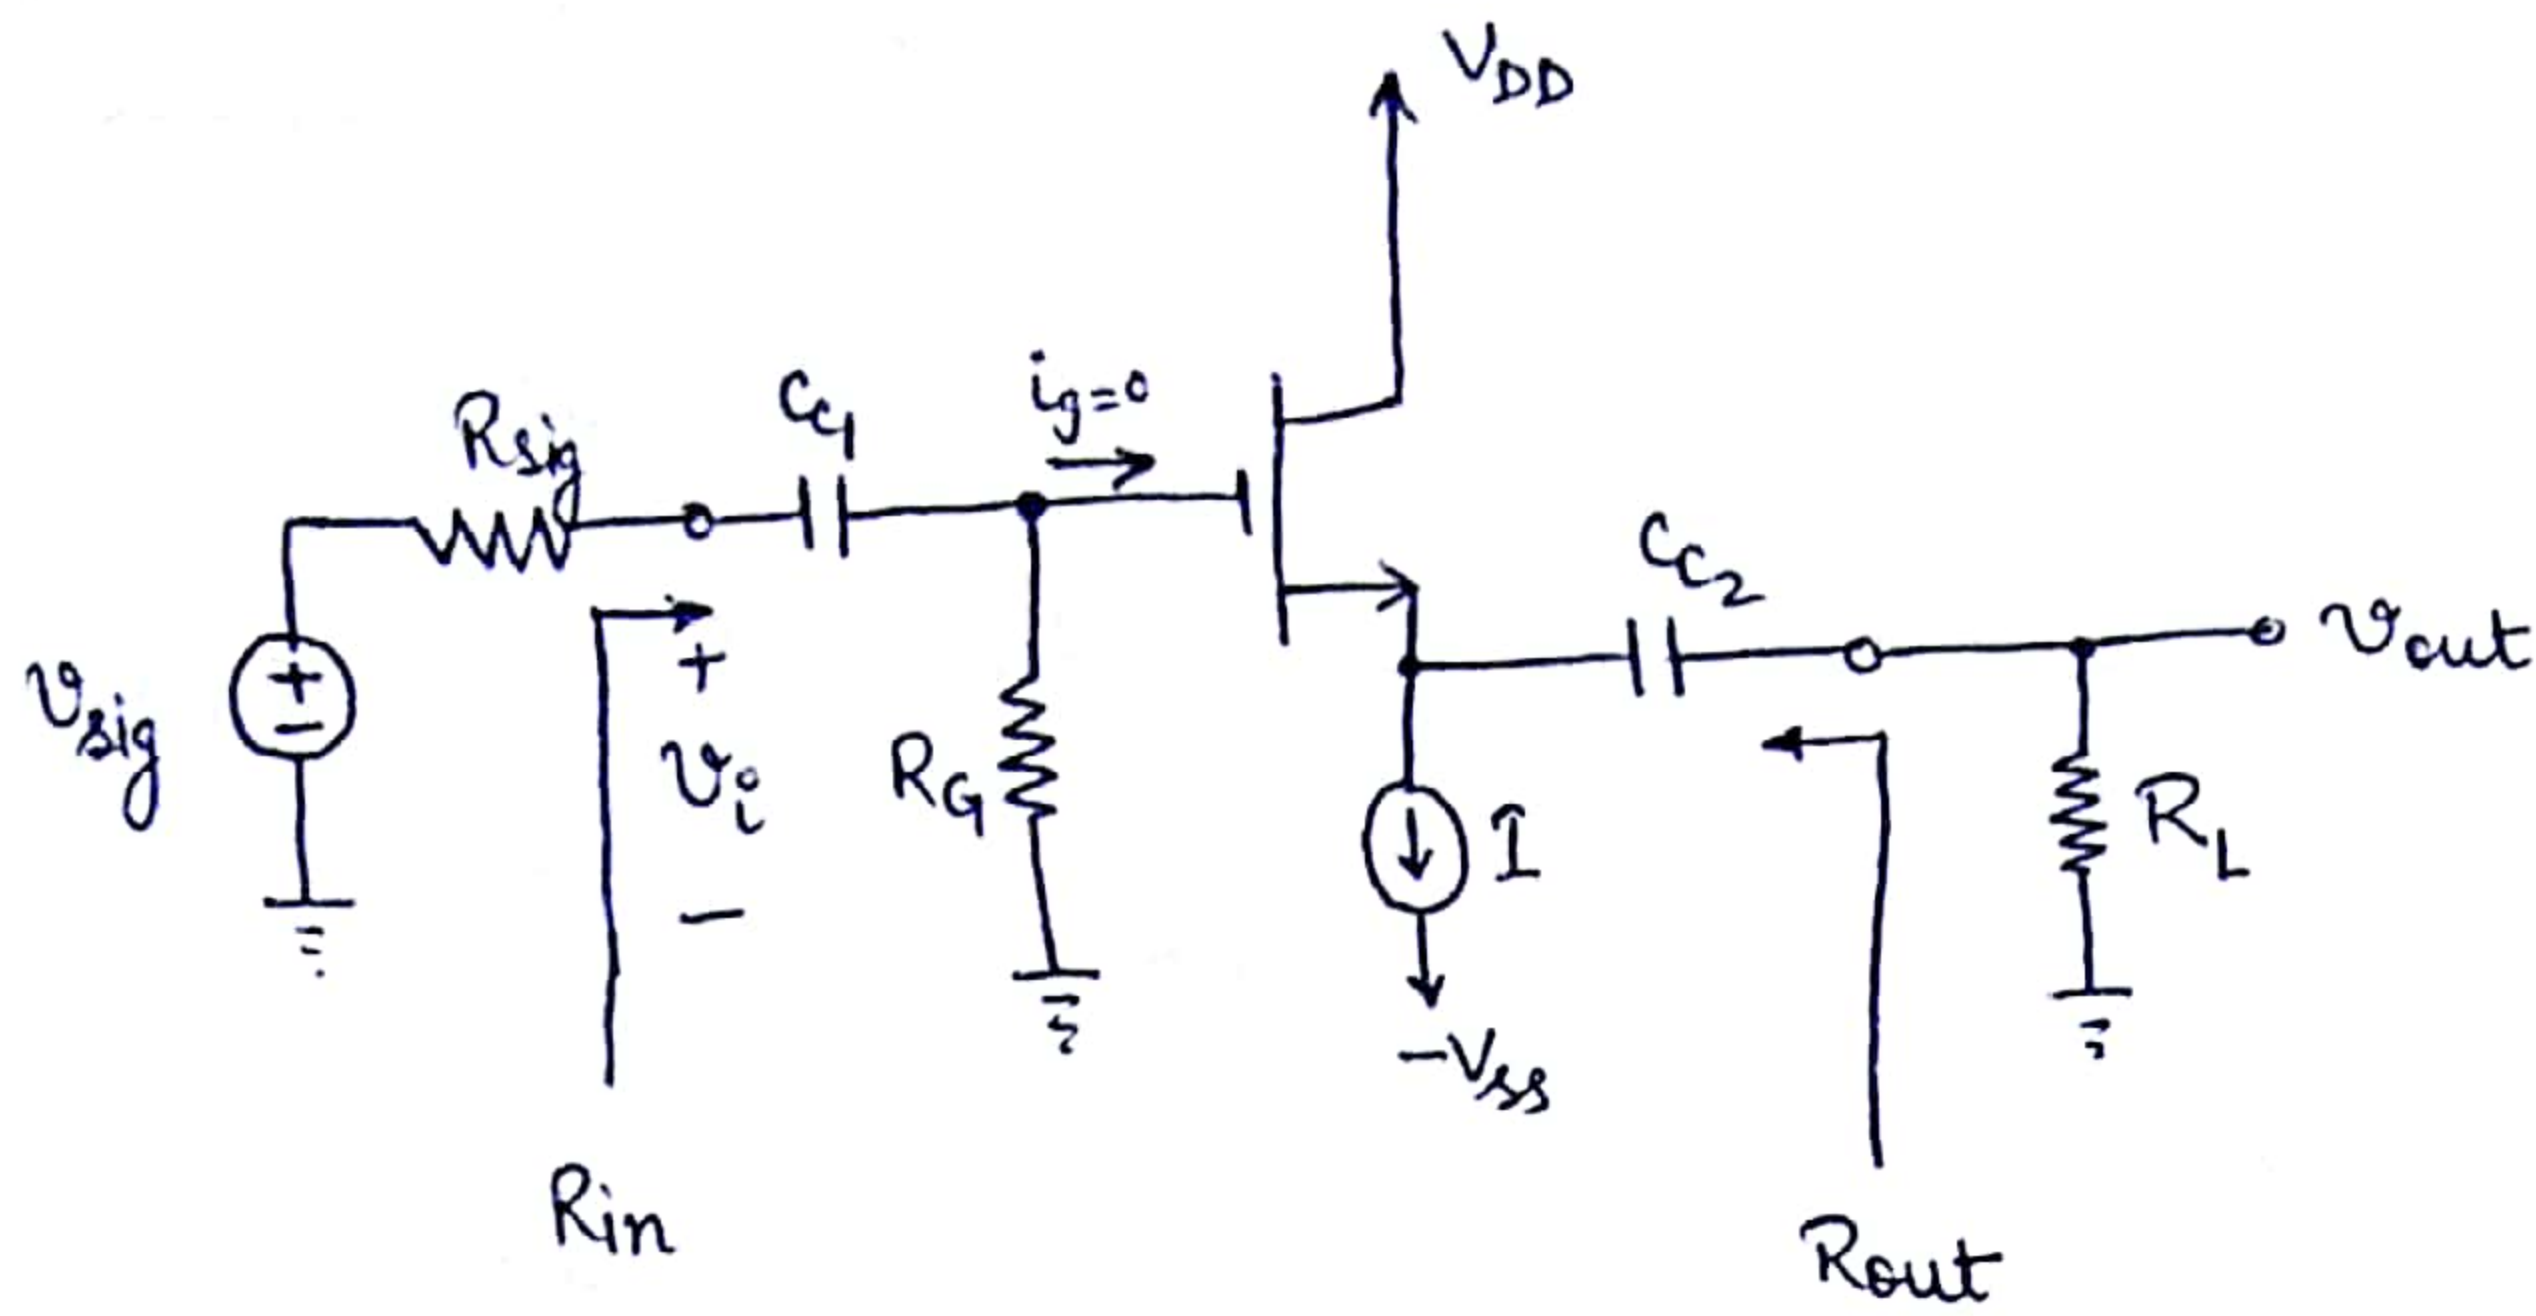 VDD
ig=0
Cc1
Rsig
Cc2
vout
vsig
+
-
+
vi
-
RG
I
RL
-Vss
Rin
Rout